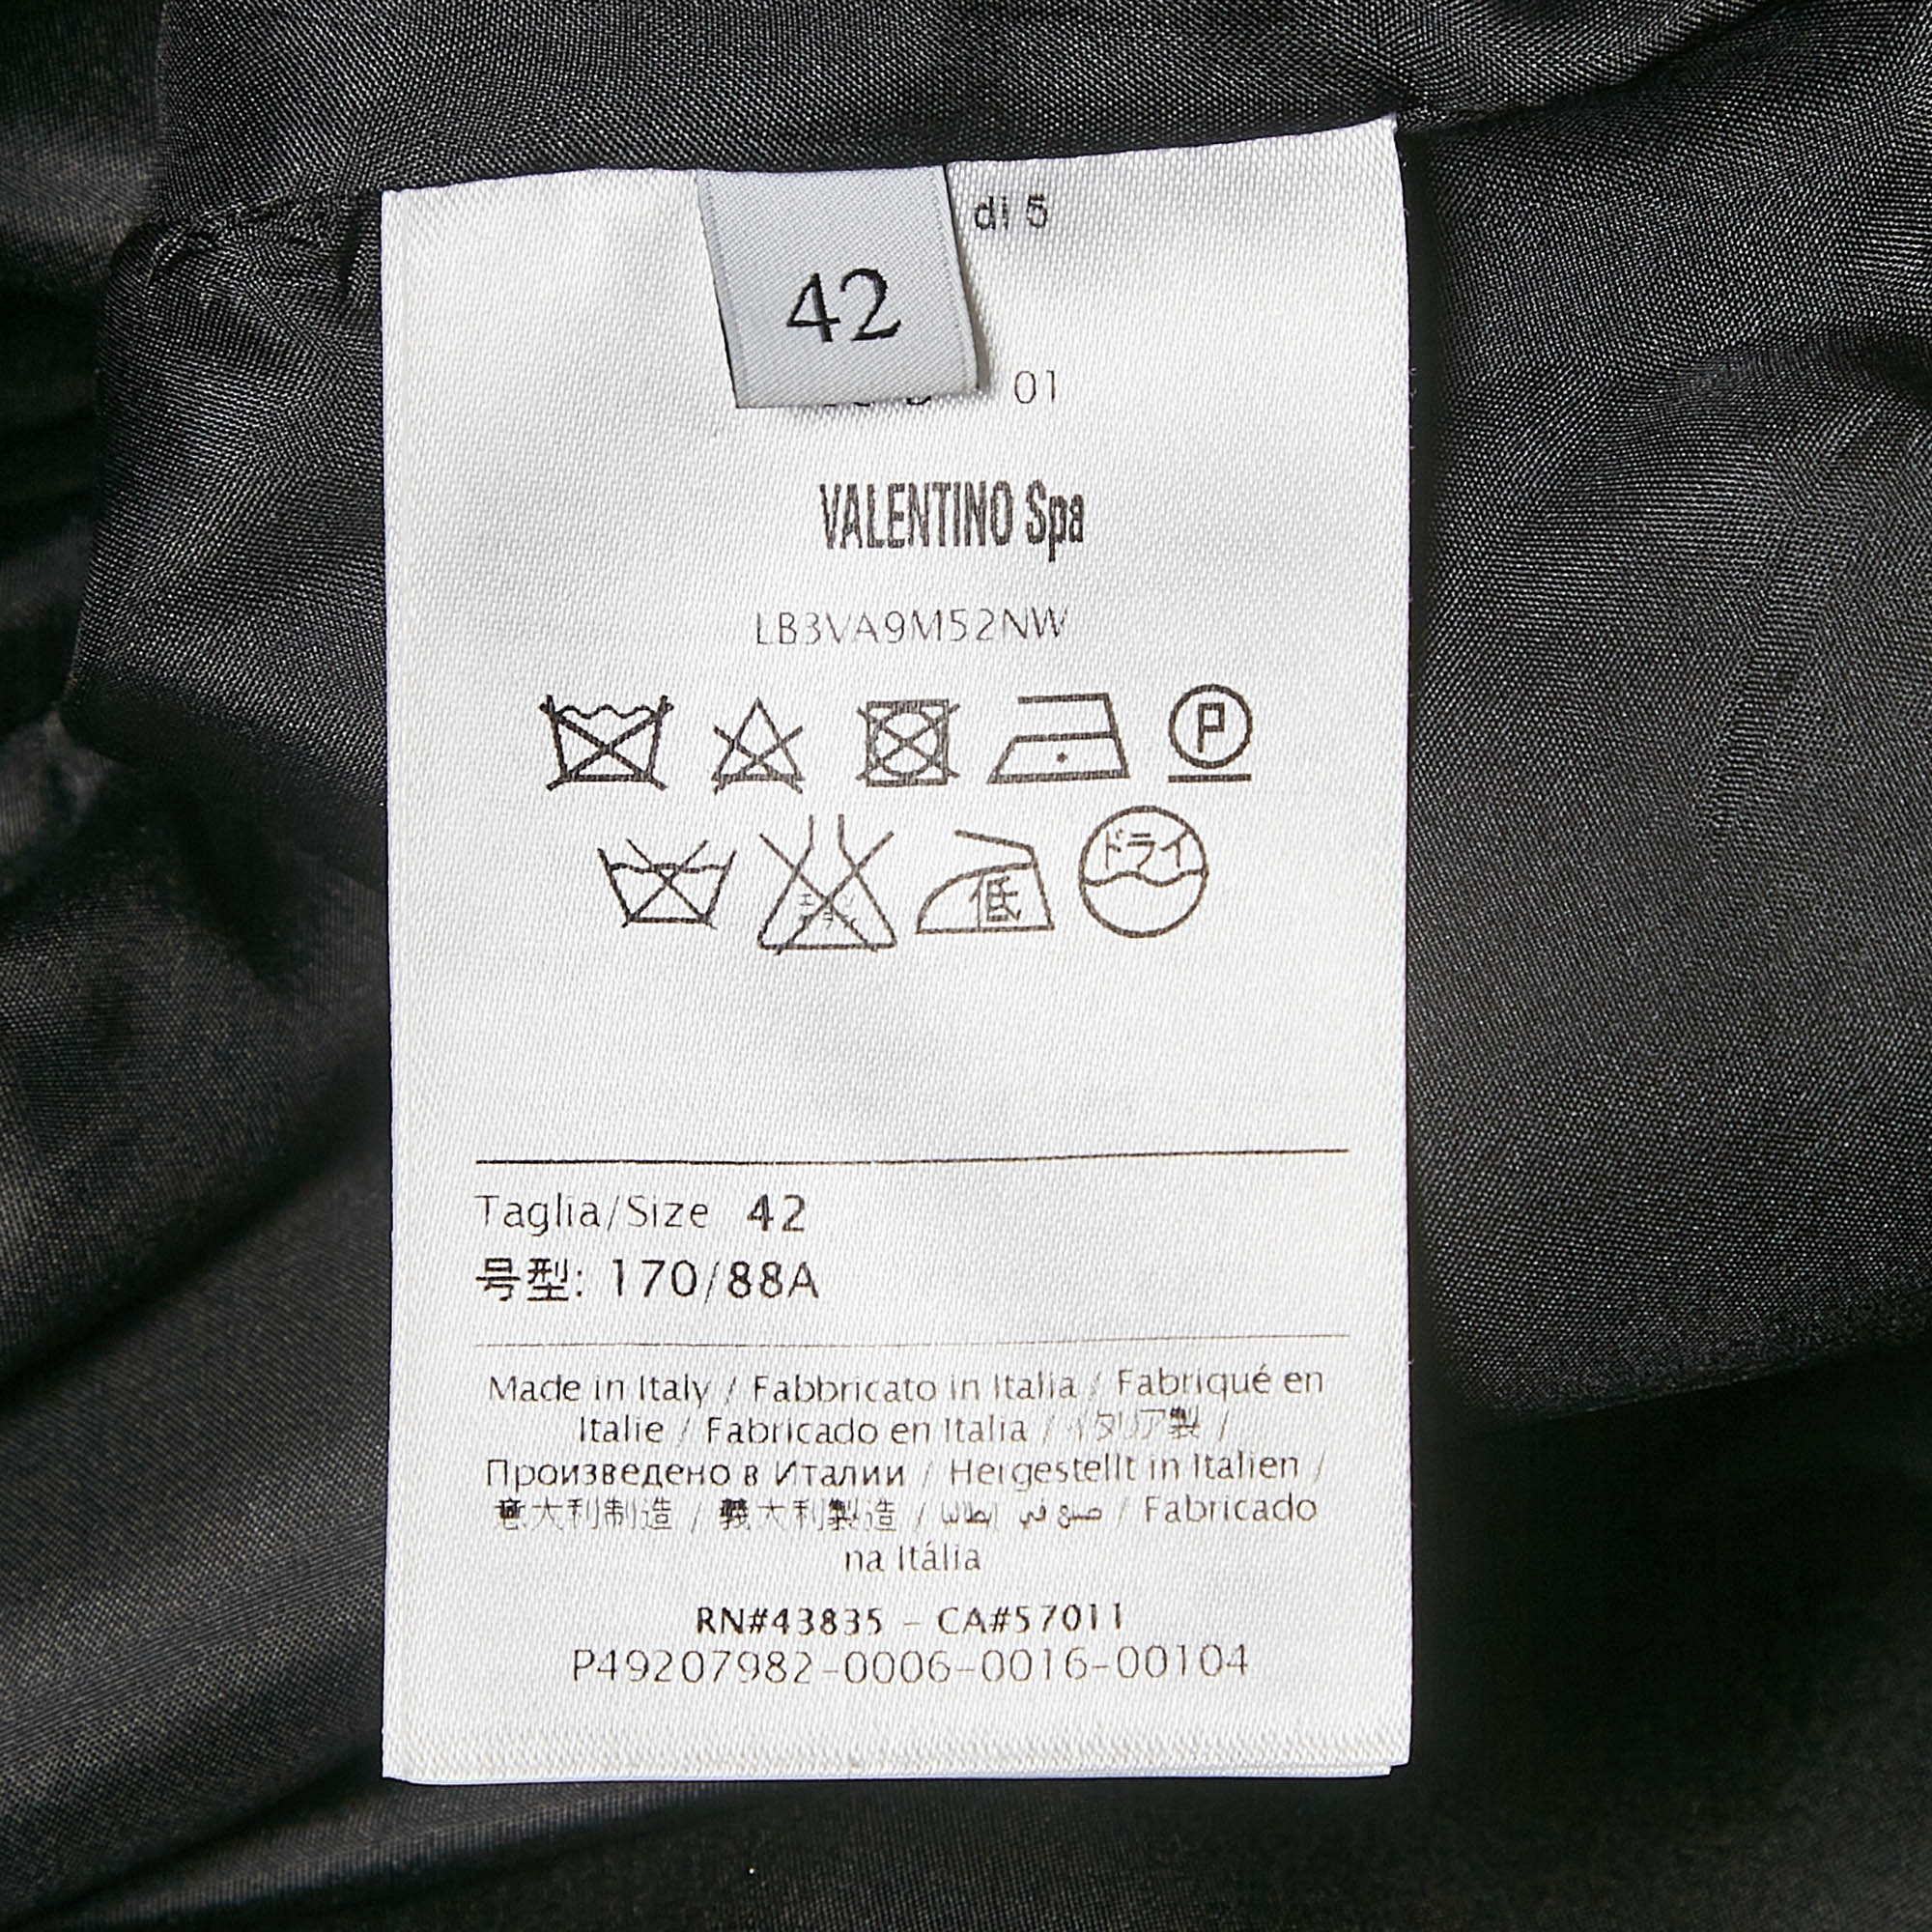 di 5
42
01
VALENTINO Spa
LB3VA9M52NW
P
ドライ
低
Taglia/Size 42
号型: 170/88A
Made in Italy / Fabbricato in Italia / Fabriqué en
Italie / Fabricado en Italia / イタリア製 /
Произведено в Италии / Hergestellt in Italien /
意大利制造 / 義大利製造 / صنع في إيطاليا / Fabricado
na Itália
RN#43835 - CA#57011
P49207982-0006-0016-00104